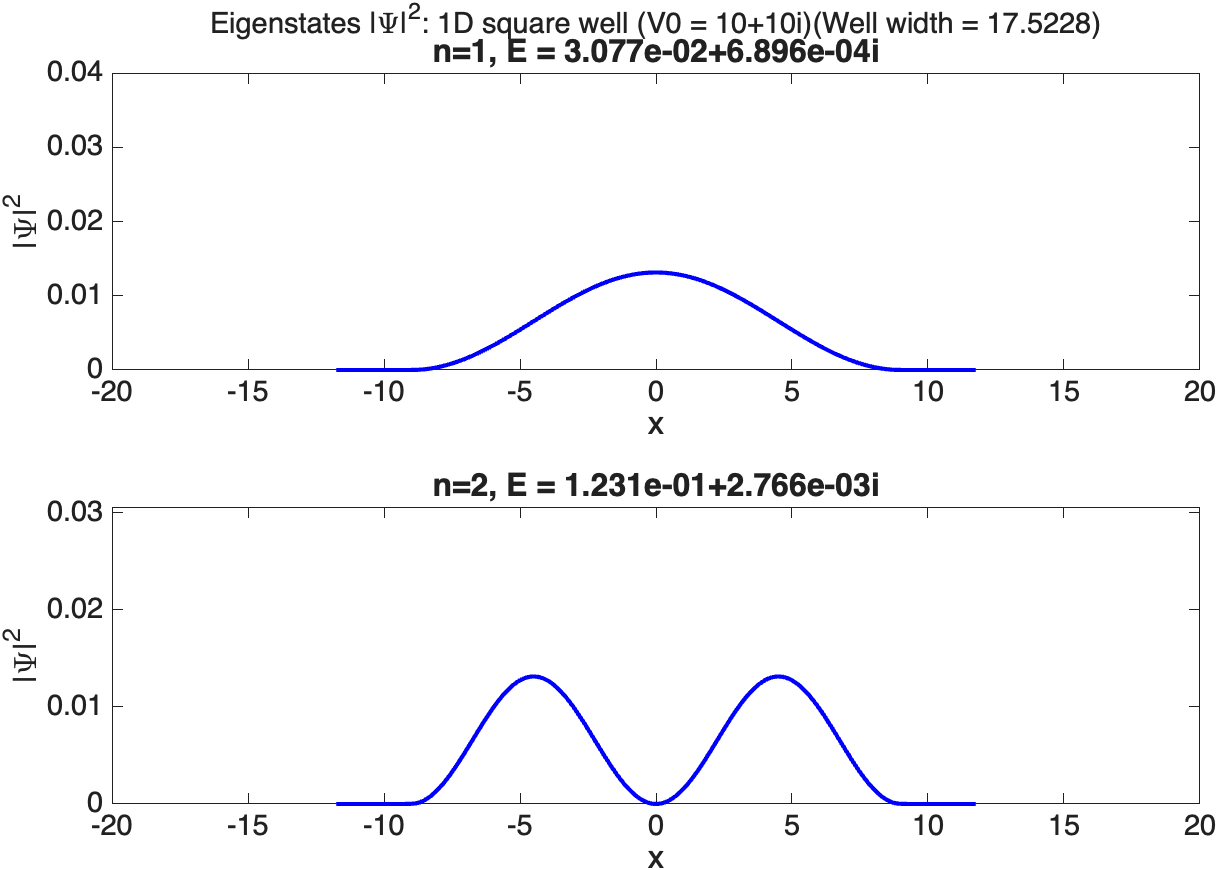 Eigenstates |Ψ|²: 1D square well (V0 = 10+10i)(Well width = 17.5228)
n=1, E = 3.077e-02+6.896e-04i
0.04
0.03
0.02
0.01
0
|Ψ|²
-20 -15 -10 -5 0 5 10 15 20
x
n=2, E = 1.231e-01+2.766e-03i
0.03
0.02
0.01
0
|Ψ|²
-20 -15 -10 -5 0 5 10 15 20
x